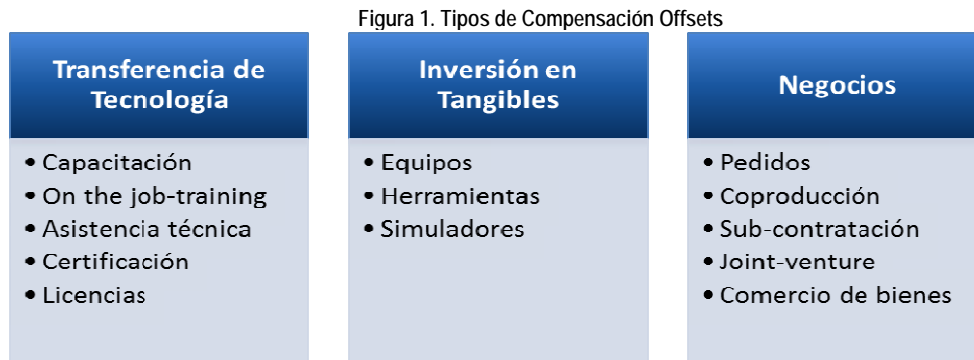 Figura 1. Tipos de Compensación Offsets
Transferencia de
Tecnología
• Capacitación
• On the job-training
• Asistencia técnica
• Certificación
• Licencias
Inversión en
Tangibles
• Equipos
• Herramientas
• Simuladores
Negocios
• Pedidos
• Coproducción
• Sub-contratación
• Joint-venture
• Comercio de bienes